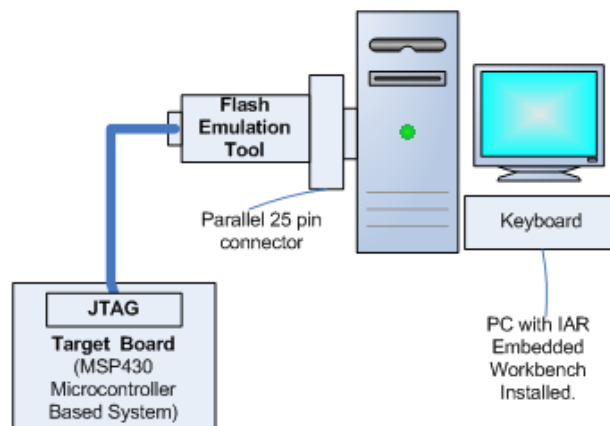 Flash
Emulation
Tool
Parallel 25 pin
connector
Keyboard
JTAG
Target Board
(MSP430
Microcontroller
Based System)
PC with IAR
Embedded
Workbench
Installed.